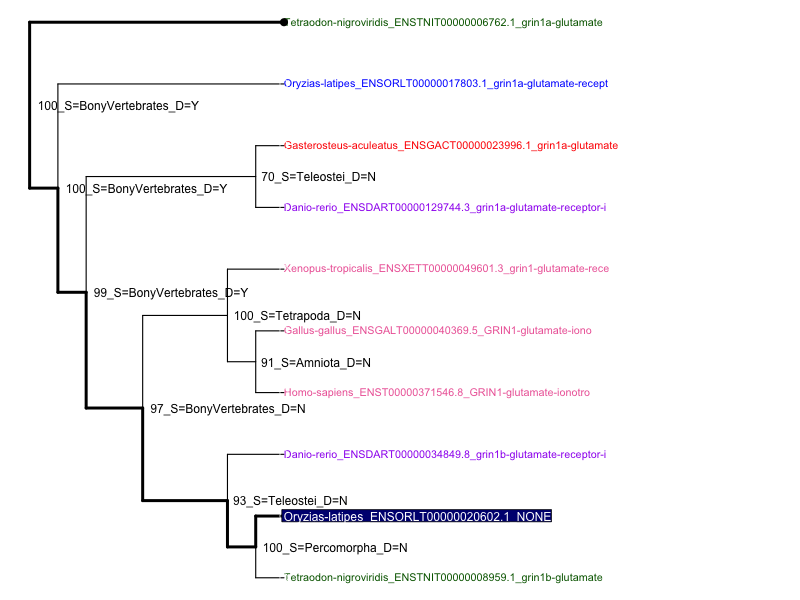 Tetraodon-nigroviridis_ENSTNIT00000006762.1_grin1a-glutamate
Oryzias-latipes_ENSORLT00000017803.1_grin1a-glutamate-recept
100_S=BonyVertebrates_D=Y
Gasterosteus-aculeatus_ENSGACT00000023996.1_grin1a-glutamate
70_S=Teleostei_D=N
100_S=BonyVertebrates_D=Y
Danio-rerio_ENSDART00000129744.3_grin1a-glutamate-receptor-i
Xenopus-tropicalis_ENSXETT00000049601.3_grin1-glutamate-rece
99_S=BonyVertebrates_D=Y
100_S=Tetrapoda_D=N
Gallus-gallus_ENSGALT00000040369.5_GRIN1-glutamate-iono
91_S=Amniota_D=N
Homo-sapiens_ENST00000371546.8_GRIN1-glutamate-ionotro
97_S=BonyVertebrates_D=N
Danio-rerio_ENSDART00000034849.8_grin1b-glutamate-receptor-i
93_S=Teleostei_D=N
Oryzias-latipes_ENSORLT00000020602.1_NONE
100_S=Percomorpha_D=N
Tetraodon-nigroviridis_ENSTNIT00000008959.1_grin1b-glutamate